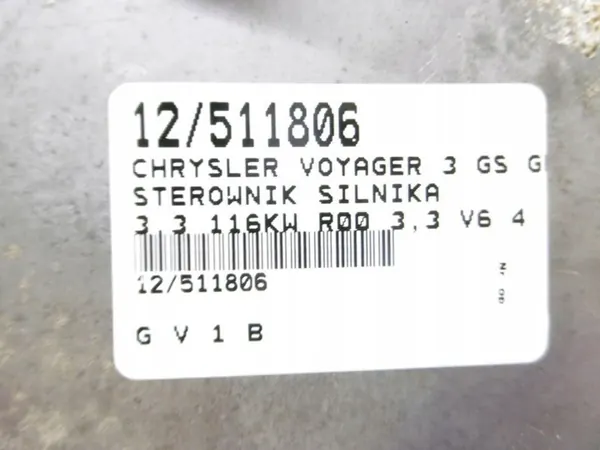 12/511806
CHRYSLER VOYAGER 3 GS G
STEROWNIK SILNIKA
3,3 116KW R00 3,3 V6 4
12/511806
G V 1 B